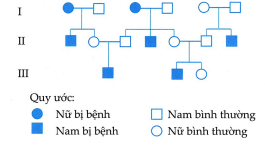 I
II
III
Quy ước:
Nữ bị bệnh Nam bình thường
Nam bị bệnh Nữ bình thường